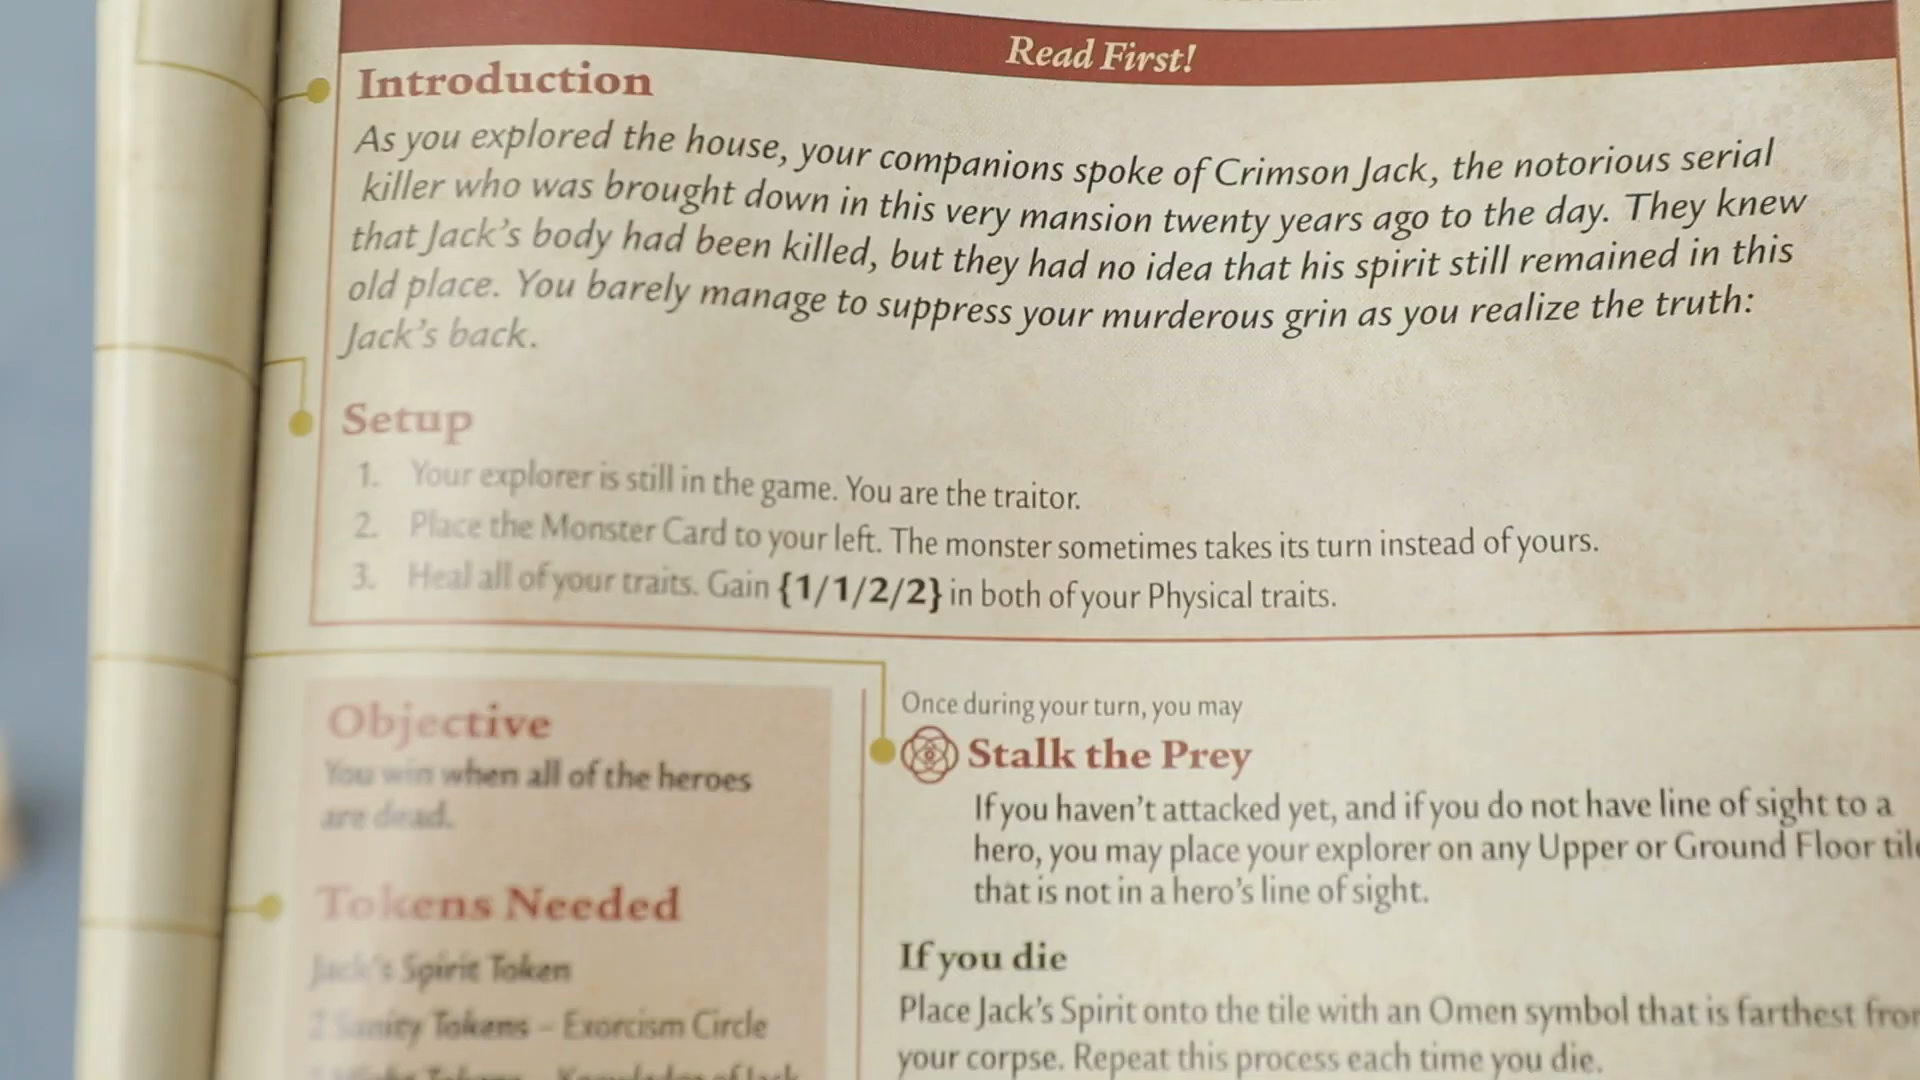 Read First!
Introduction
As you explored the house, your companions spoke of Crimson Jack, the notorious serial
killer who was brought down in this very mansion twenty years ago to the day. They knew
that Jack's body had been killed, but they had no idea that his spirit still remained in this
old place. You barely manage to suppress your murderous grin as you realize the truth:
Jack's back.
Setup
1. Your explorer is still in the game. You are the traitor.
2. Place the Monster Card to your left. The monster sometimes takes its turn instead of yours.
3. Heal all of your traits. Gain {1/1/2/2} in both of your Physical traits.
Objective
You win when all of the heroes
are dead.
Tokens Needed
Jack's Spirit Token
2 Sanity Tokens – Exorcism Circle
Might Tokens – Knowledge of Jack
Once during your turn, you may
Stalk the Prey
If you haven't attacked yet, and if you do not have line of sight to a
hero, you may place your explorer on any Upper or Ground Floor
that is not in a hero's line of sight.
If you die
Place Jack's Spirit onto the tile with an Omen symbol that is farthest
your corpse. Repeat this process each time you die.